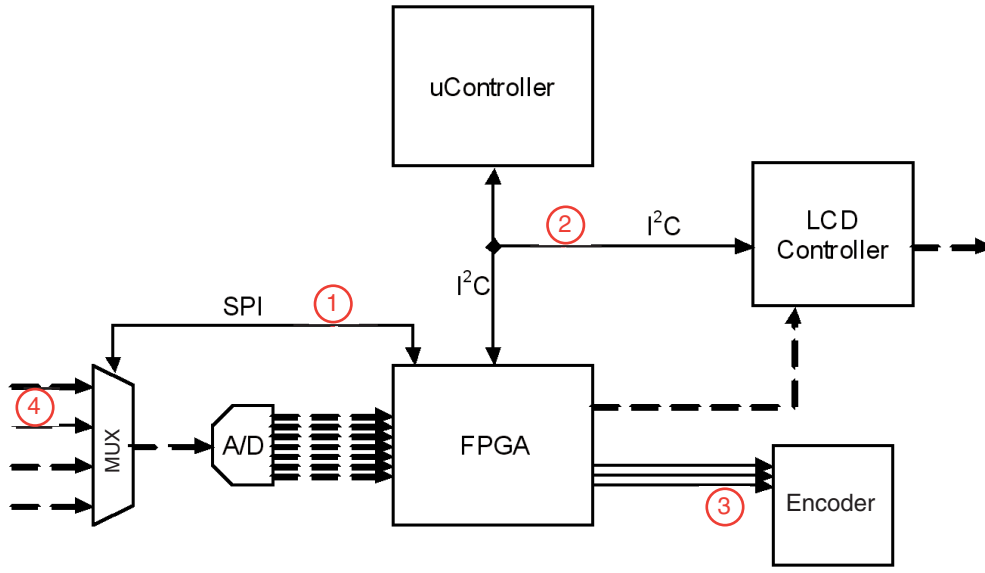 uController
2
I²C
LCD
Controller
I²C
SPI
1
4
MUX
A/D
FPGA
3
Encoder